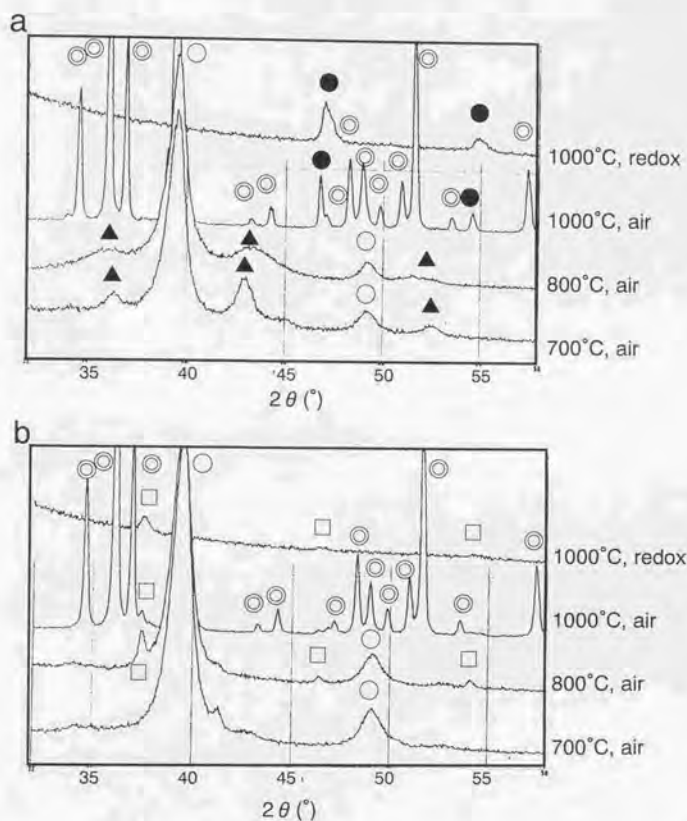 a
1000°C, redox
1000°C, air
800°C, air
700°C, air
35 40 45 50 55
2θ(°)
b
1000°C, redox
1000°C, air
800°C, air
700°C, air
35 40 45 50 55
2θ(°)